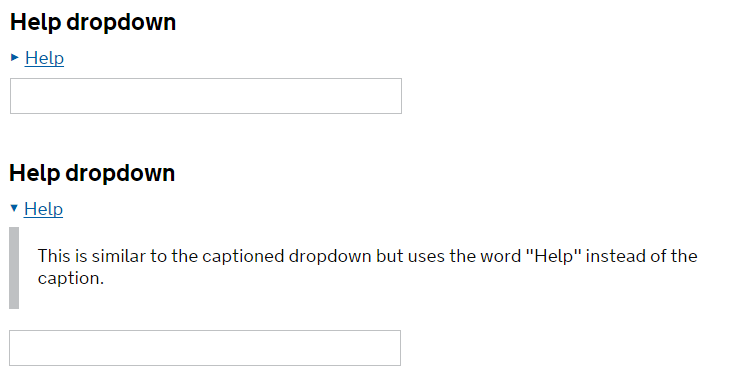 Help dropdown
Help
Help dropdown
Help
This is similar to the captioned dropdown but uses the word "Help" instead of the
caption.